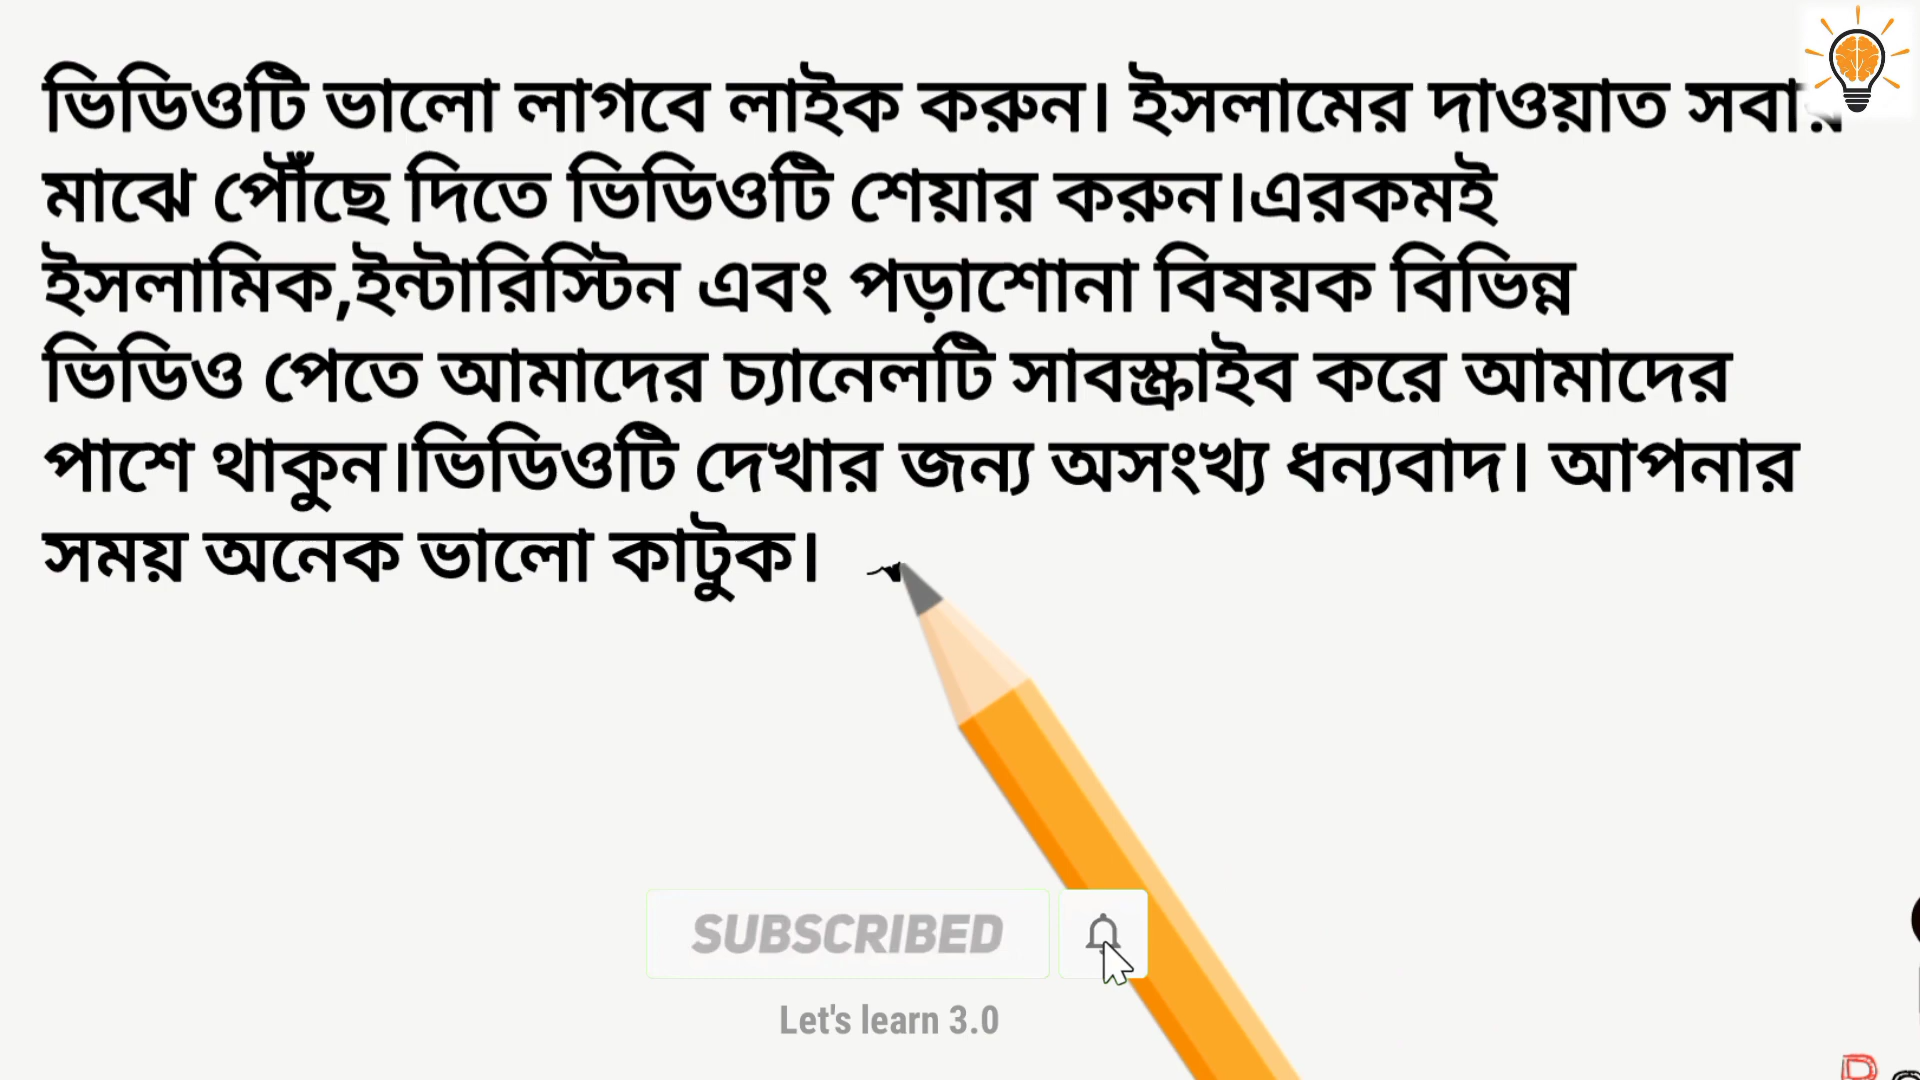 ভিডিওটি ভালো লাগবে লাইক করুন। ইসলামের দাওয়াত সবার
মাঝে পৌঁছে দিতে ভিডিওটি শেয়ার করুন।এরকমই
ইসলামিক,ইন্টারিস্টিন এবং পড়াশোনা বিষয়ক বিভিন্ন
ভিডিও পেতে আমাদের চ্যানেলটি সাবস্ক্রাইব করে আমাদের
পাশে থাকুন।ভিডিওটি দেখার জন্য অসংখ্য ধন্যবাদ। আপনার
সময় অনেক ভালো কাটুক।
SUBSCRIBED
Let's learn 3.0